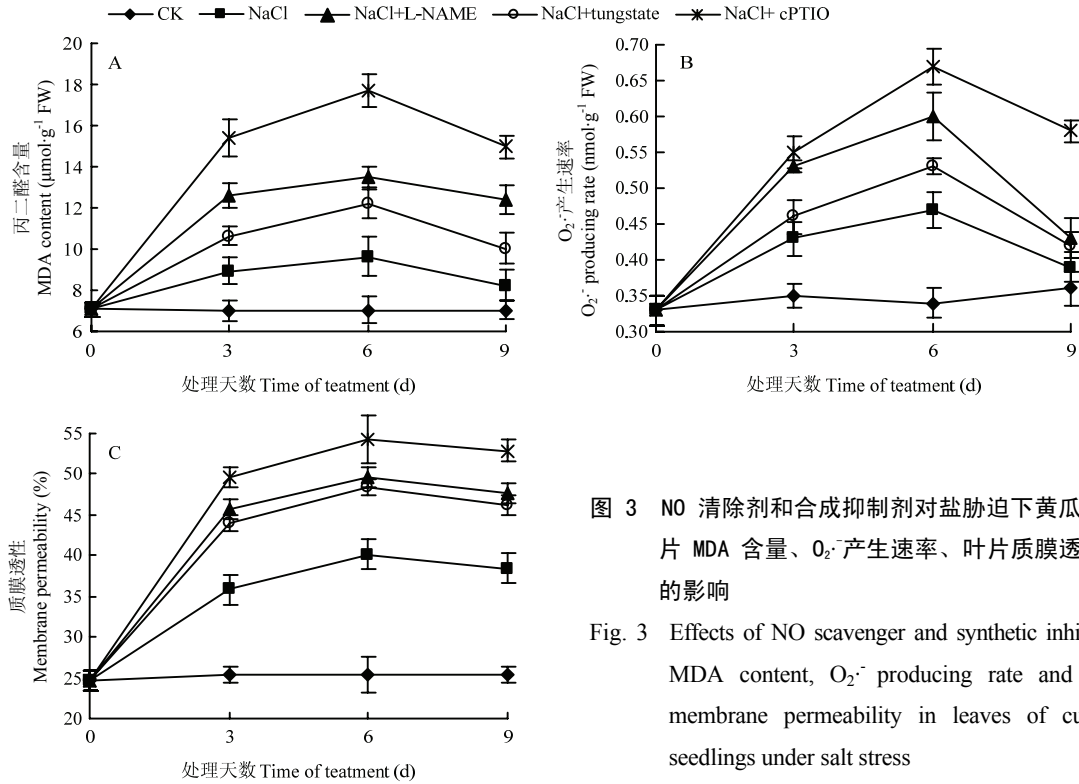 CK NaCl NaCl+L-NAME NaCl+tungstate NaCl+ cPTIO
A
丙二醛含量
MDA content (μmol·g⁻¹ FW)
20
18
16
14
12
10
8
6
0 3 6 9
处理天数 Time of teatment (d)
B
O₂·⁻产生速率
O₂·⁻ producing rate (nmol·g⁻¹ FW)
0.70
0.65
0.60
0.55
0.50
0.45
0.40
0.35
0.30
0 3 6 9
处理天数 Time of teatment (d)
C
质膜透性
Membrane permeability (%)
55
50
45
40
35
30
25
20
0 3 6 9
处理天数 Time of teatment (d)
图 3 NO 清除剂和合成抑制剂对盐胁迫下黄瓜
片 MDA 含量、O₂·⁻产生速率、叶片质膜透
的影响
Fig. 3 Effects of NO scavenger and synthetic inhi
MDA content, O₂·⁻ producing rate and
membrane permeability in leaves of cu
seedlings under salt stress